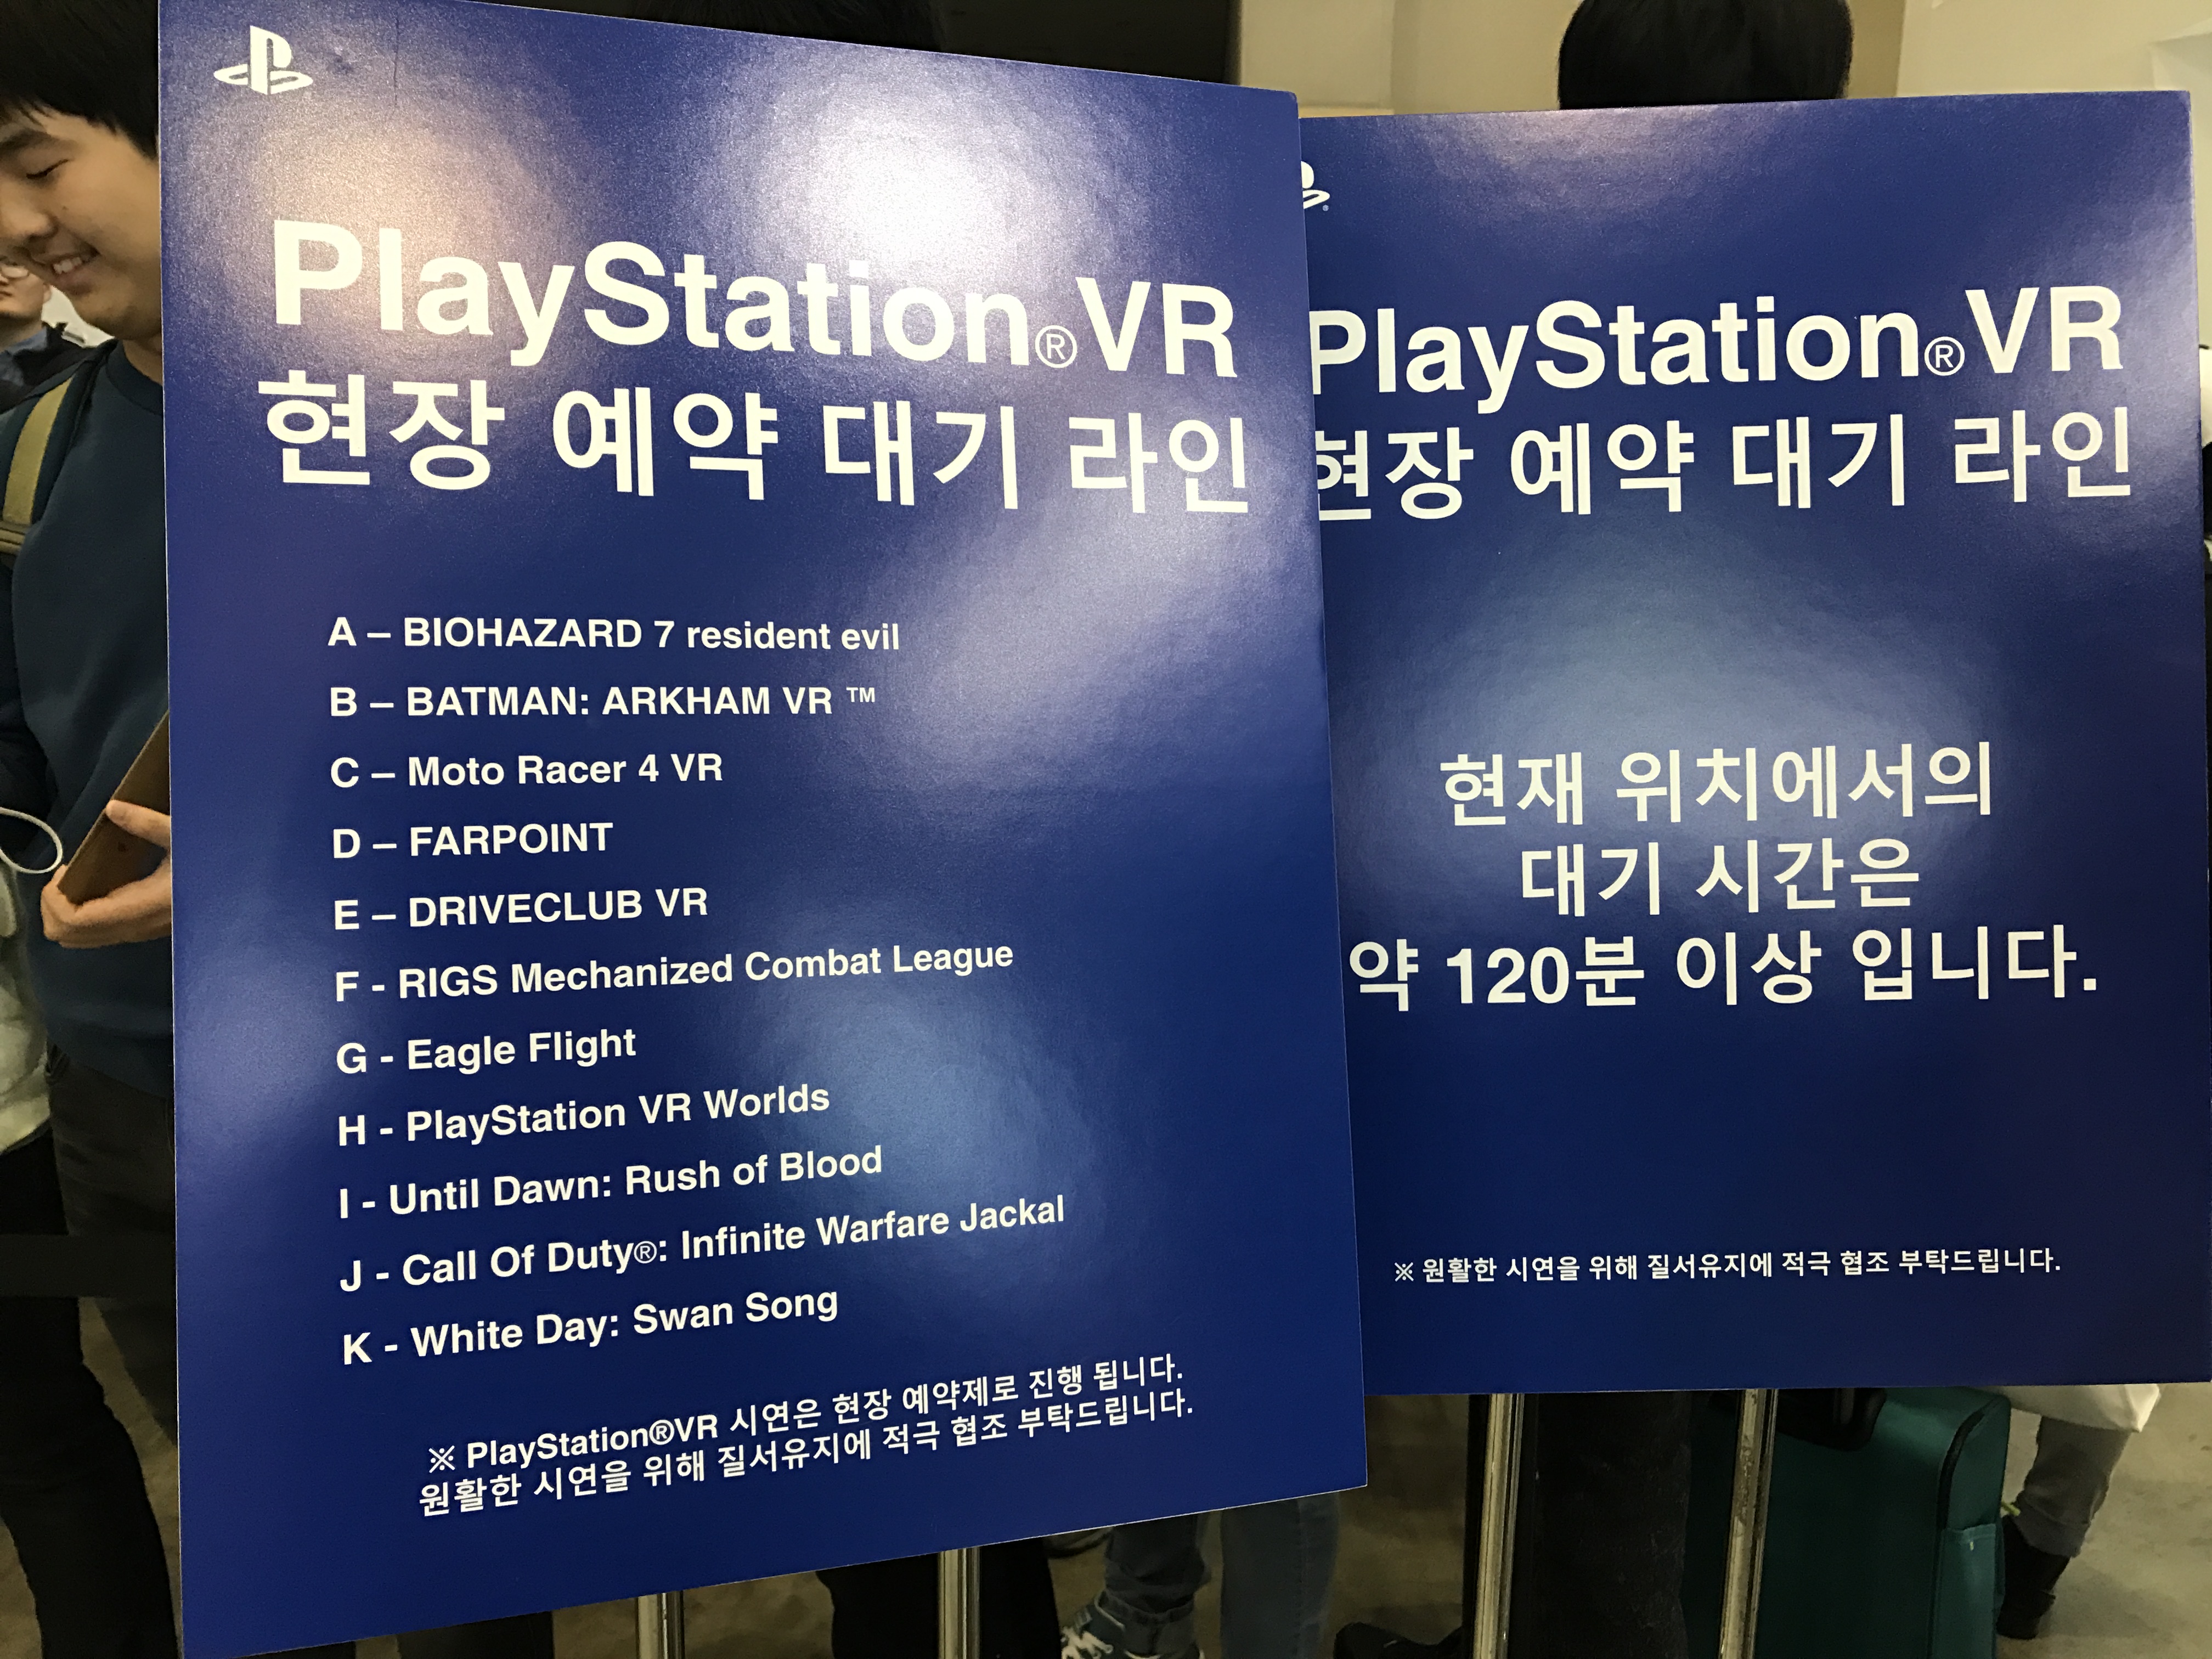 PlayStation®VR
현장 예약 대기 라인
A – BIOHAZARD 7 resident evil
B – BATMAN: ARKHAM VR ™
C – Moto Racer 4 VR
D – FARPOINT
E – DRIVECLUB VR
F - RIGS Mechanized Combat League
G - Eagle Flight
H - PlayStation VR Worlds
I - Until Dawn: Rush of Blood
J - Call Of Duty®: Infinite Warfare Jackal
K - White Day: Swan Song
※ PlayStation®VR 시연은 현장 예약제로 진행 됩니다.
원활한 시연을 위해 질서유지에 적극 협조 부탁드립니다.
PlayStation®VR
현장 예약 대기 라인
현재 위치에서의
대기 시간은
약 120분 이상 입니다.
※ 원활한 시연을 위해 질서유지에 적극 협조 부탁드립니다.